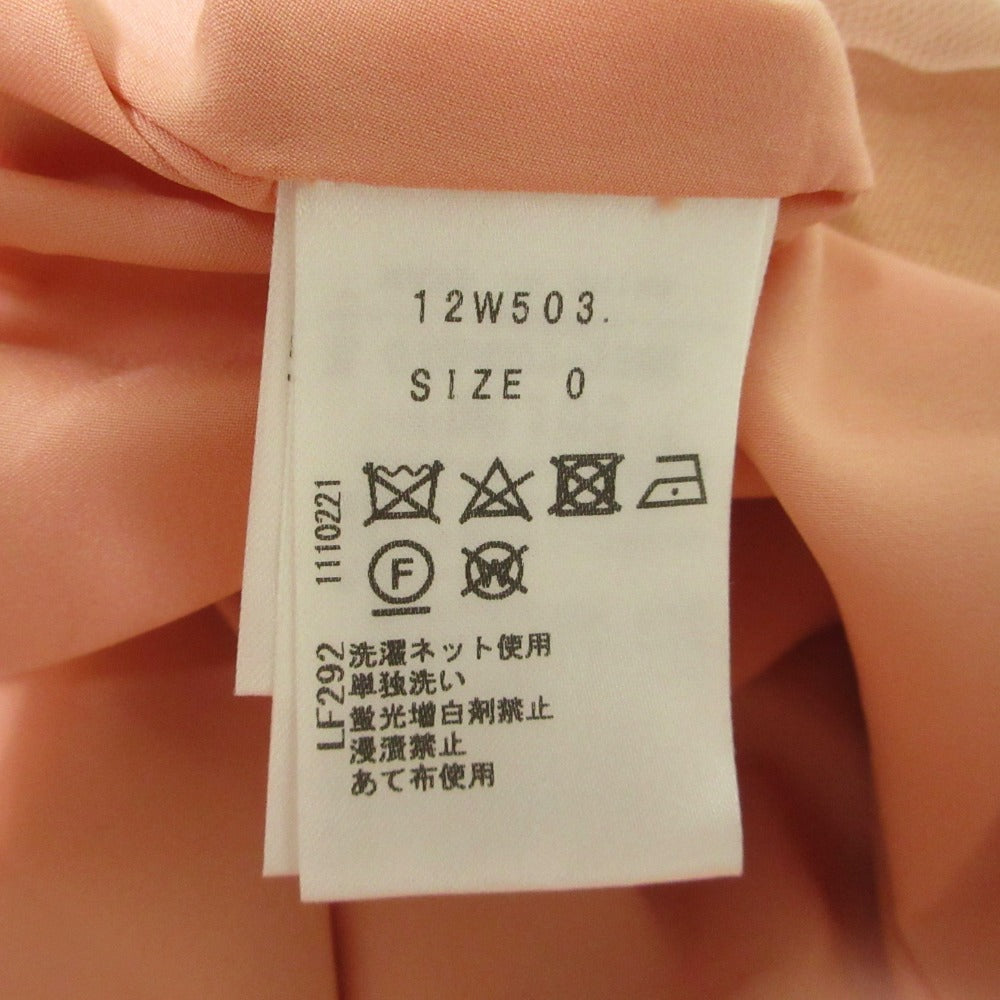 12W503.
SIZE 0
F
W
1110221
LF292
洗濯ネット使用
単独洗い
蛍光増白剤禁止
浸漬禁止
あて布使用